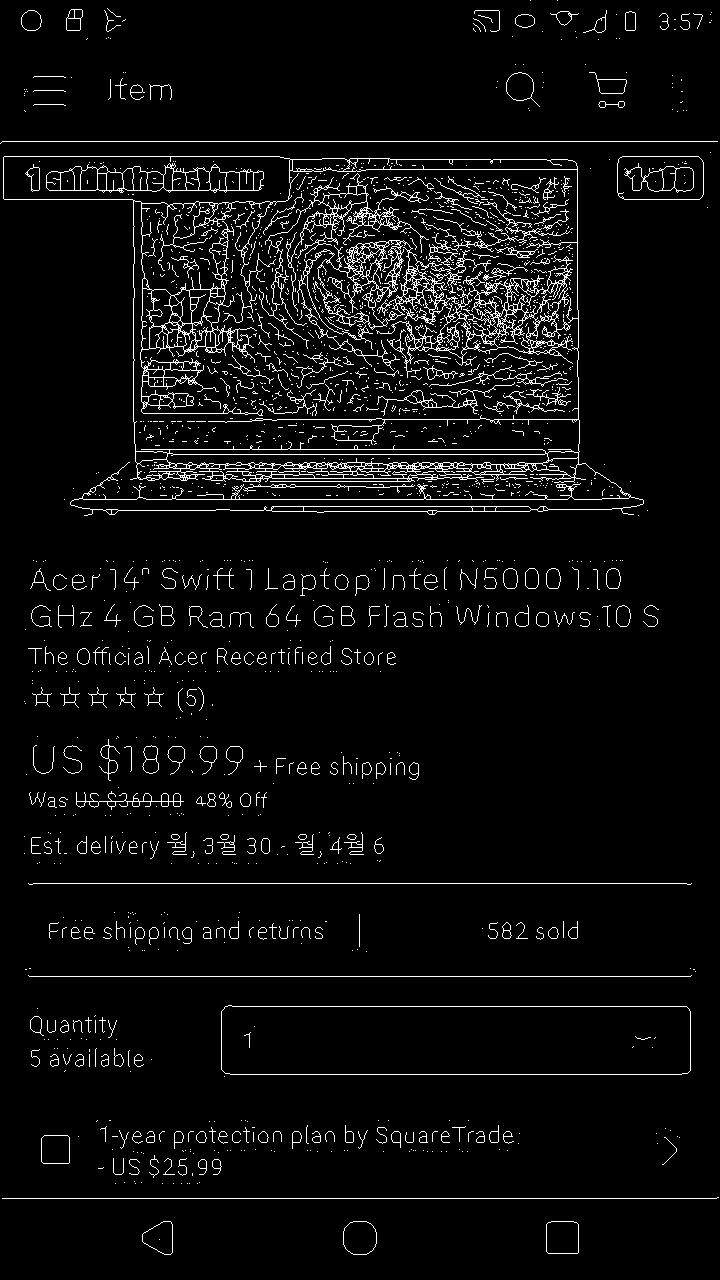 3:57
Item
1 sold in the last hour
1 of 8
Acer 14" Swift 1 Laptop Intel N5000 1.10
GHz 4 GB Ram 64 GB Flash Windows 10 S
The Official Acer Recertified Store
(5)
US $189.99 + Free shipping
Was US $369.00 48% Off
Est. delivery 월, 3월 30 - 월, 4월 6
Free shipping and returns
582 sold
Quantity
5 available
1
1-year protection plan by SquareTrade
- US $25.99